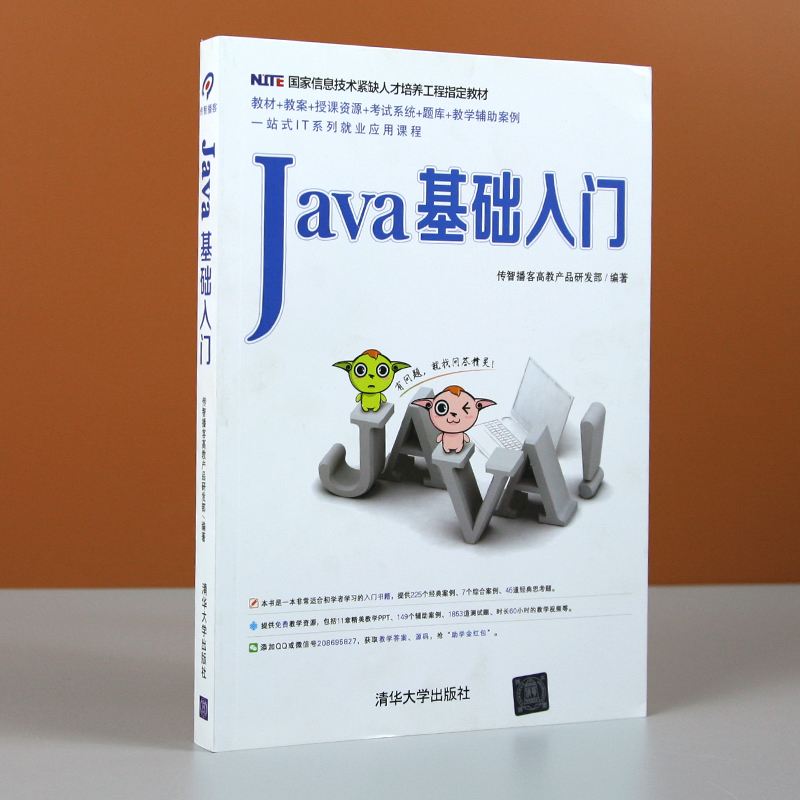 NITE 国家信息技术紧缺人才培养工程指定教材
教材+教案+授课资源+考试系统+题库+教学辅助案例
一站式IT系列就业应用课程
Java基础入门
传智播客高教产品研发部/编著
有问题，就找问答精灵！
JAVA!
本书是一本非常适合初学者学习的入门书籍，提供225个经典案例、7个综合案例、46道经典思考题。
提供免费教学资源，包括11章精美教学PPT、149个辅助案例、1863道测试题、时长60小时的教学视频等。
添加QQ或微信号208695827，获取教学答案、源码，抢“助学金红包”。
清华大学出版社
传智播客
Java基础入门
传智播客高教产品研发部/编著
清华大学出版社